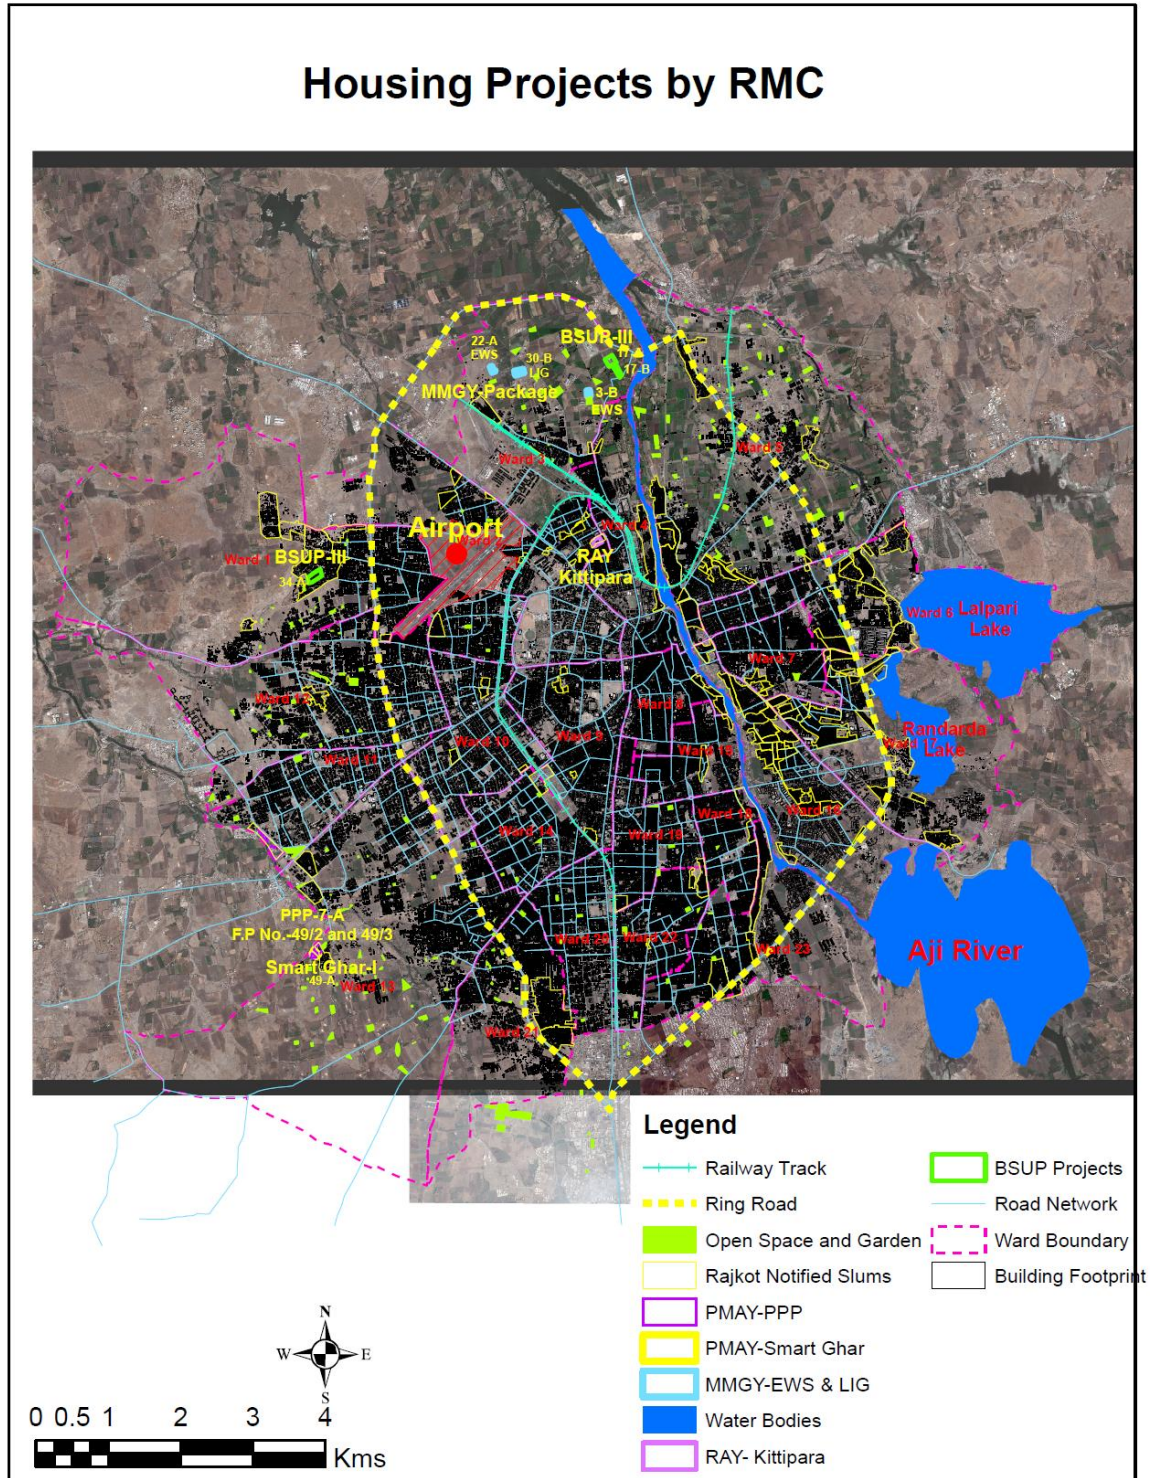 Housing Projects by RMC
22-A
EWS
30-B
LIG
BSUP-III
17-B
MMGY-Package
3-B
EWS
Ward 3
Ward 5
Airport
Ward 4
Ward 1
BSUP-III
34-A
RAY
Kittipara
Ward 6
Lalpari
Lake
Ward 7
Ward 12
Ward 8
Randarda
Lake
Ward 17
Ward 10
Ward 9
Ward 11
Ward 14
Ward 16
Aji River
PPP-7-A
F.P No.-49/2 and 49/3
Smart Ghar-I
49-A
Ward 13
Ward 20
Ward 22
Ward 23
Legend
Railway Track
Ring Road
Open Space and Garden
Rajkot Notified Slums
PMAY-PPP
PMAY-Smart Ghar
MMGY-EWS & LIG
Water Bodies
RAY- Kittipara
BSUP Projects
Road Network
Ward Boundary
Building Footprint
N
W
E
S
0 0.5 1 2 3 4
Kms